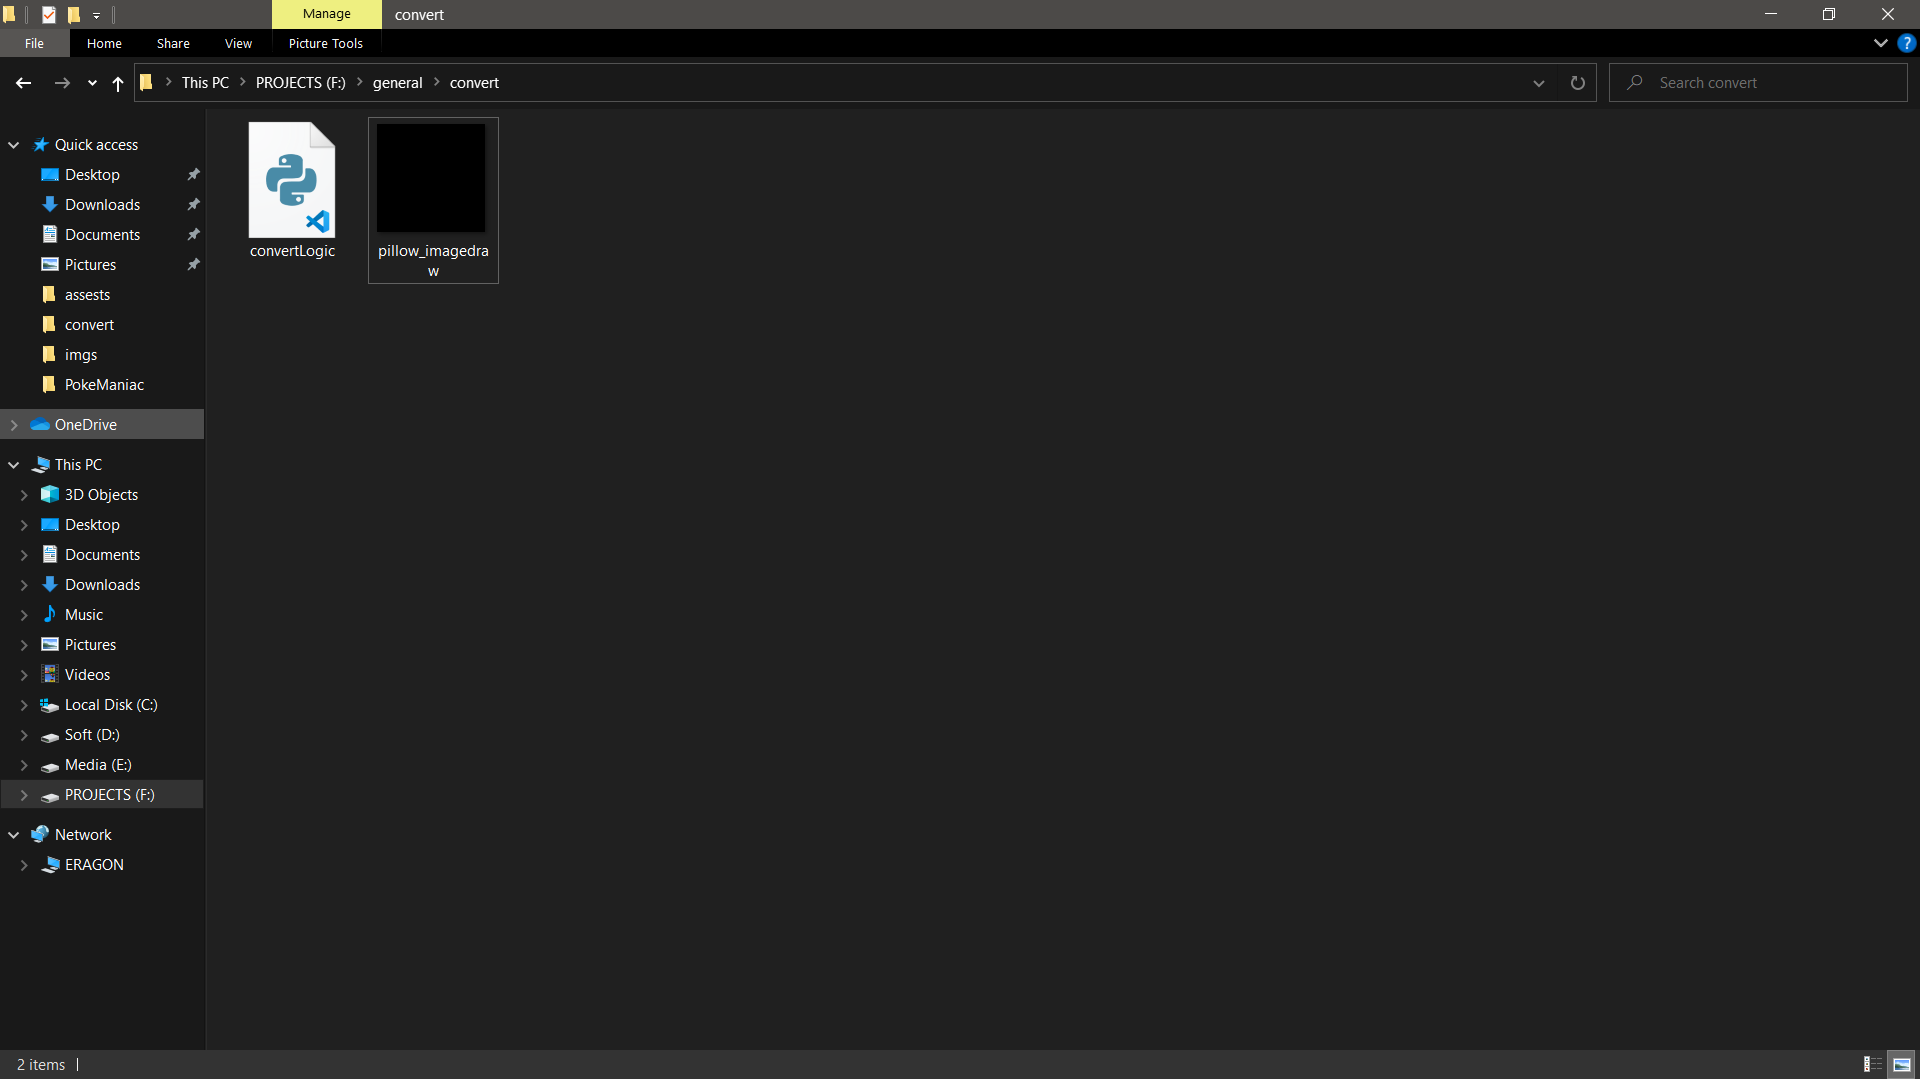 Manage
convert
File
Home
Share
View
Picture Tools
?
This PC
PROJECTS (F:)
general
convert
Search convert
Quick access
Desktop
Downloads
Documents
Pictures
assests
convert
imgs
PokeManiac
OneDrive
This PC
3D Objects
Desktop
Documents
Downloads
Music
Pictures
Videos
Local Disk (C:)
Soft (D:)
Media (E:)
PROJECTS (F:)
Network
ERAGON
convertLogic
pillow_imagedra
w
2 items